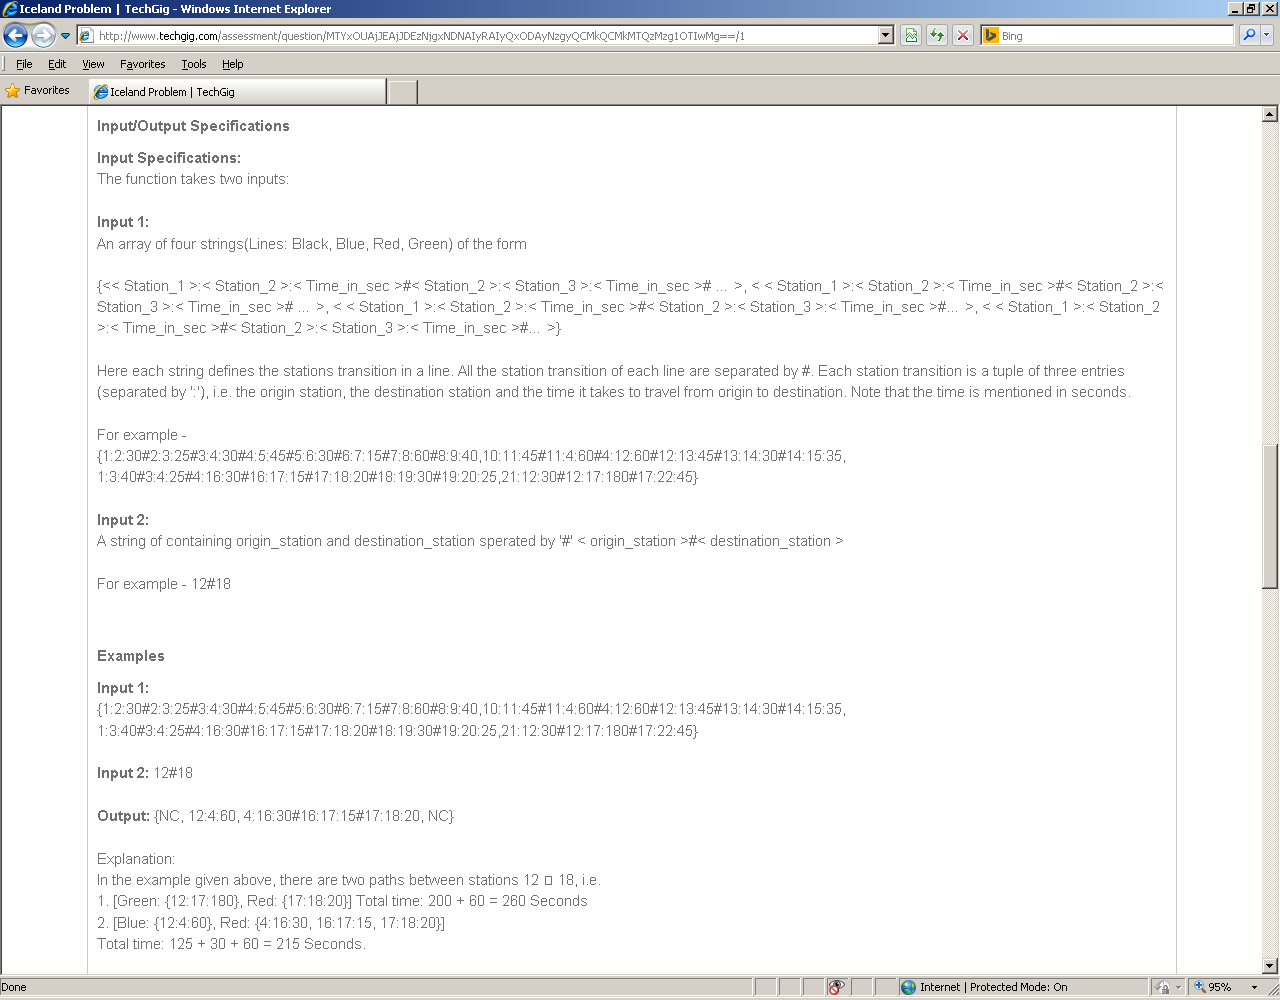 Iceland Problem | TechGig - Windows Internet Explorer
http://www.techgig.com/assessment/question/MTYxOUAjJEAjJDEzNjgxNDNAIyRAIyQxODAyNzgyQCMkQCMkMTQzMzg1OTIwMg==/1
Bing
File Edit View Favorites Tools Help
Favorites
Iceland Problem | TechGig
Input/Output Specifications
Input Specifications:
The function takes two inputs:
Input 1:
An array of four strings(Lines: Black, Blue, Red, Green) of the form
{<< Station_1 >:< Station_2 >:< Time_in_sec >#< Station_2 >:< Station_3 >:< Time_in_sec ># ... >, < < Station_1 >:< Station_2 >:< Time_in_sec >#< Station_2 >:<
Station_3 >:< Time_in_sec ># ... >, < < Station_1 >:< Station_2 >:< Time_in_sec >#< Station_2 >:< Station_3 >:< Time_in_sec >#... >, < < Station_1 >:< Station_2
>:< Time_in_sec >#< Station_2 >:< Station_3 >:< Time_in_sec >#... >}
Here each string defines the stations transition in a line. All the station transition of each line are separated by #. Each station transition is a tuple of three entries
(separated by ':'), i.e. the origin station, the destination station and the time it takes to travel from origin to destination. Note that the time is mentioned in seconds.
For example -
{1:2:30#2:3:25#3:4:30#4:5:45#5:6:30#6:7:15#7:8:60#8:9:40,10:11:45#11:4:60#4:12:60#12:13:45#13:14:30#14:15:35,
1:3:40#3:4:25#4:16:30#16:17:15#17:18:20#18:19:30#19:20:25,21:12:30#12:17:180#17:22:45}
Input 2:
A string of containing origin_station and destination_station sperated by '#' < origin_station >#< destination_station >
For example - 12#18
Examples
Input 1:
{1:2:30#2:3:25#3:4:30#4:5:45#5:6:30#6:7:15#7:8:60#8:9:40,10:11:45#11:4:60#4:12:60#12:13:45#13:14:30#14:15:35,
1:3:40#3:4:25#4:16:30#16:17:15#17:18:20#18:19:30#19:20:25,21:12:30#12:17:180#17:22:45}
Input 2: 12#18
Output: {NC, 12:4:60, 4:16:30#16:17:15#17:18:20, NC}
Explanation:
In the example given above, there are two paths between stations 12 □ 18, i.e.
1. [Green: {12:17:180}, Red: {17:18:20}] Total time: 200 + 60 = 260 Seconds
2. [Blue: {12:4:60}, Red: {4:16:30, 16:17:15, 17:18:20}]
Total time: 125 + 30 + 60 = 215 Seconds.
Done
Internet | Protected Mode: On
95%